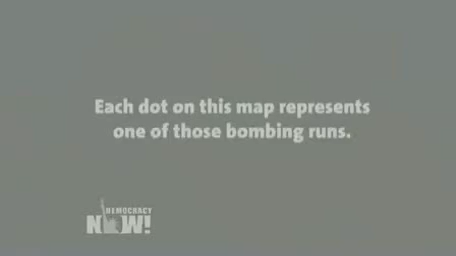 Each dot on this map represents
one of those bombing runs.
DEMOCRACY
NOW!